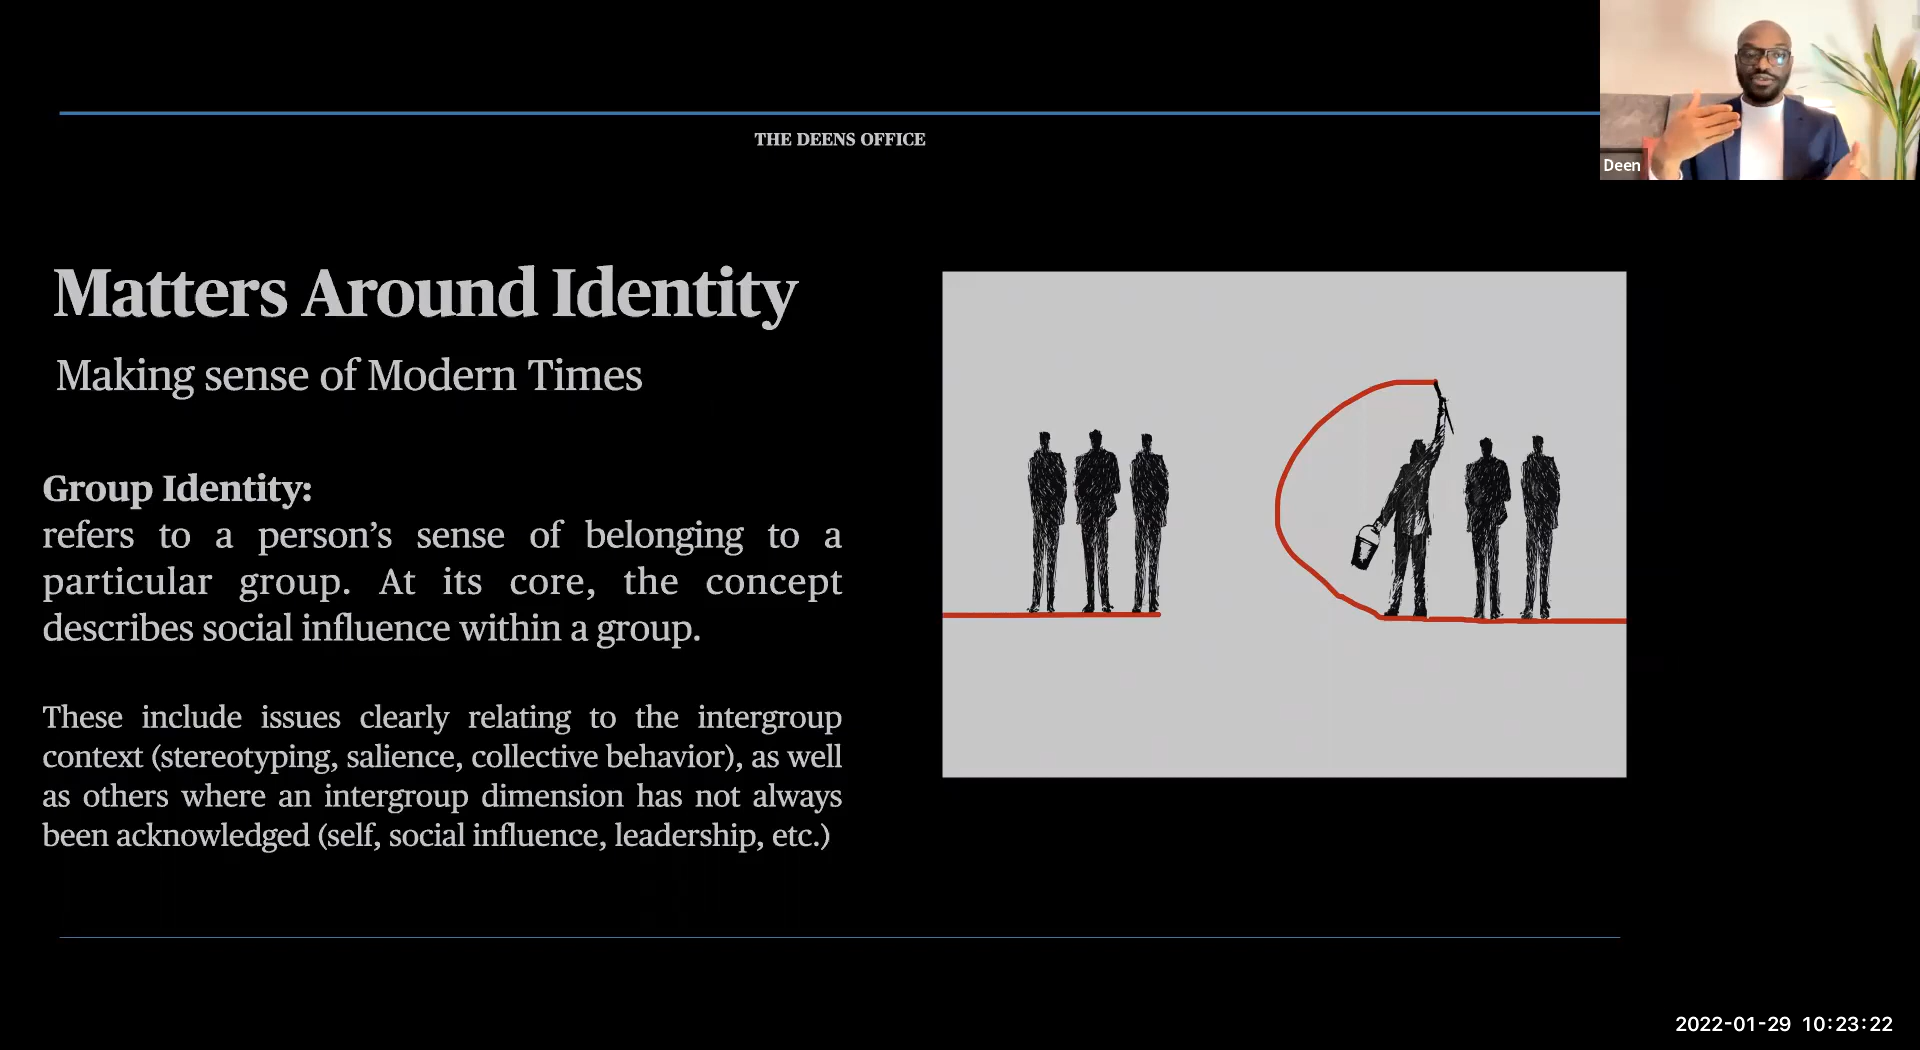 THE DEENS OFFICE
Deen
Matters Around Identity
Making sense of Modern Times
Group Identity:
refers to a person’s sense of belonging to a
particular group. At its core, the concept
describes social influence within a group.
These include issues clearly relating to the intergroup
context (stereotyping, salience, collective behavior), as well
as others where an intergroup dimension has not always
been acknowledged (self, social influence, leadership, etc.)
2022-01-29 10:23:22